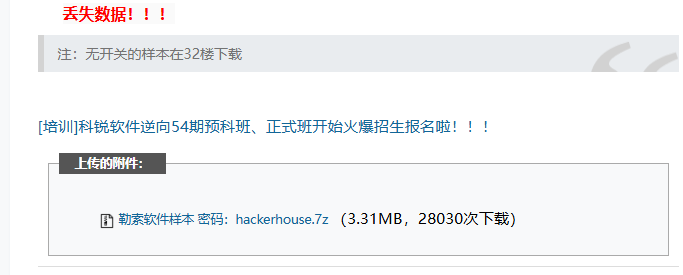 丢失数据！！！
注：无开关的样本在32楼下载
[培训]科锐软件逆向54期预科班、正式班开始火爆招生报名啦！！！
上传的附件：
勒索软件样本 密码：hackerhouse.7z （3.31MB，28030次下载）